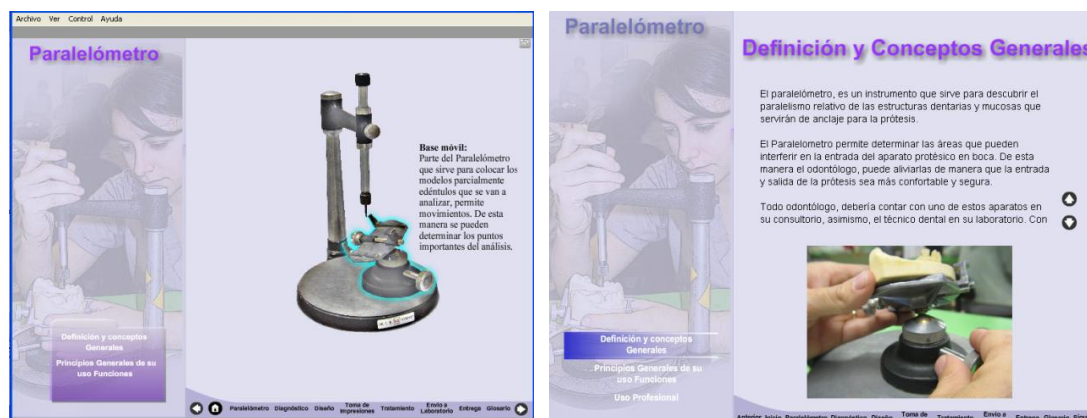 Archivo Ver Control Ayuda
Paralelómetro
Base móvil:
Parte del Paralelómetro
que sirve para colocar los
modelos parcialmente
edéntulos que se van a
analizar, permite
movimientos. De esta
manera se pueden
determinar los puntos
importantes del análisis.
Definición y conceptos
Generales
Principios Generales de su
uso Funciones
Paralelómetro Diagnóstico Diseño Toma de Impresiones Tratamiento Envío a Laboratorio Entrega Glosario
Paralelómetro
Definición y Conceptos Generales
El paralelómetro, es un instrumento que sirve para descubrir el
paralelismo relativo de las estructuras dentarias y mucosas que
servirán de anclaje para la prótesis.
El Paralelometro permite determinar las áreas que pueden
interferir en la entrada del aparato protésico en boca. De esta
manera el odontólogo, puede aliviarlas de manera que la entrada
y salida de la prótesis sea más confortable y segura.
Todo odontólogo, debería contar con uno de estos aparatos en
su consultorio, asimismo, el técnico dental en su laboratorio. Con
Definición y conceptos
Generales
Principios Generales de su
uso Funciones
Uso Profesional
Anterior Inicio Paralelómetro Diagnóstico Diseño Toma de Tratamiento Envío a Entrega Glosario